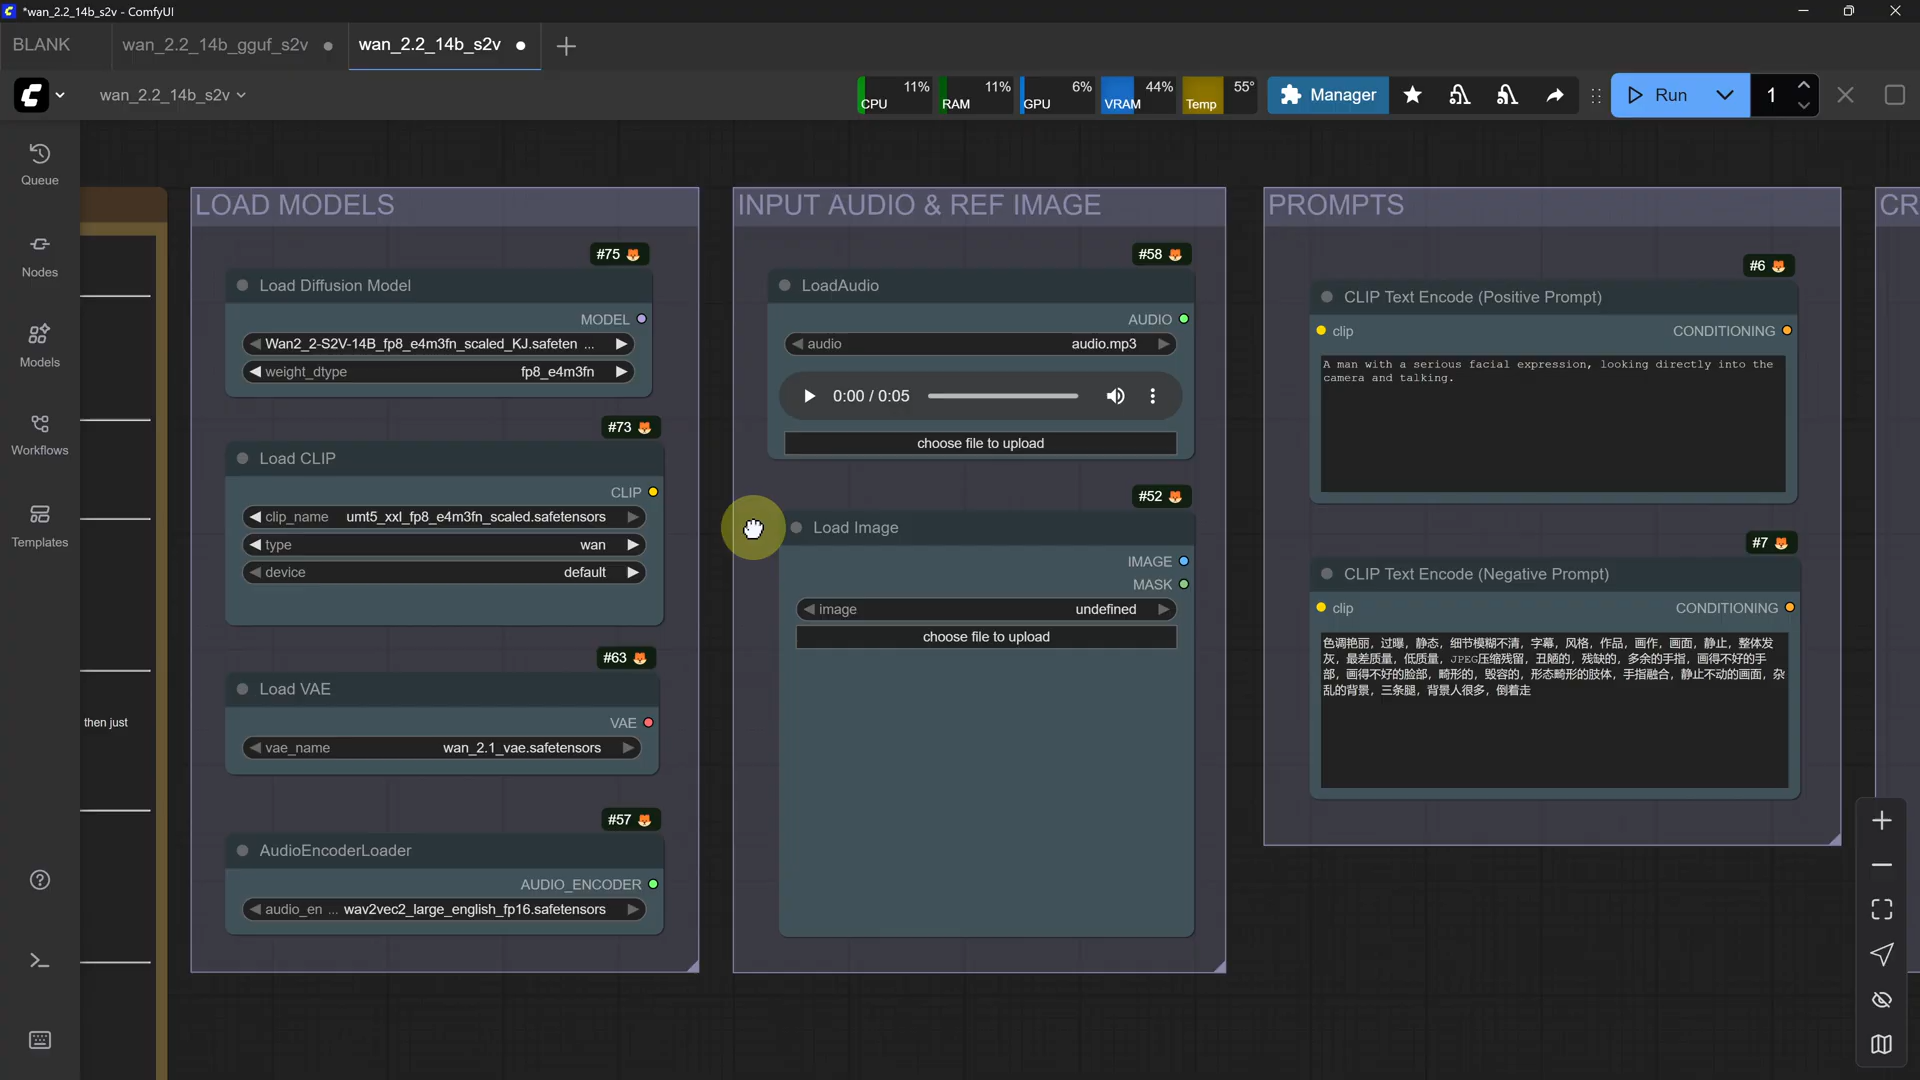 *wan_2.2_14b_s2v - ComfyUI
BLANK
wan_2.2_14b_gguf_s2v
wan_2.2_14b_s2v
wan_2.2_14b_s2v
CPU 11%
RAM 11%
GPU 6%
VRAM 44%
Temp 55°
Manager
Run
1
Queue
Nodes
Models
Workflows
Templates
then just
LOAD MODELS
#75
Load Diffusion Model
MODEL
Wan2_2-S2V-14B_fp8_e4m3fn_scaled_KJ.safeten ...
weight_dtype fp8_e4m3fn
#73
Load CLIP
CLIP
clip_name umt5_xxl_fp8_e4m3fn_scaled.safetensors
type wan
device default
#63
Load VAE
VAE
vae_name wan_2.1_vae.safetensors
#57
AudioEncoderLoader
AUDIO_ENCODER
audio_en ... wav2vec2_large_english_fp16.safetensors
INPUT AUDIO & REF IMAGE
#58
LoadAudio
AUDIO
audio audio.mp3
0:00 / 0:05
choose file to upload
#52
Load Image
IMAGE
MASK
image undefined
choose file to upload
PROMPTS
#6
CLIP Text Encode (Positive Prompt)
clip CONDITIONING
A man with a serious facial expression, looking directly into the
camera and talking.
#7
CLIP Text Encode (Negative Prompt)
clip CONDITIONING
色调艳丽，过曝，静态，细节模糊不清，字幕，风格，作品，画作，画面，静止，整体发
灰，最差质量，低质量，JPEG压缩残留，丑陋的，残缺的，多余的手指，画得不好的手
部，画得不好的脸部，畸形的，毁容的，形态畸形的肢体，手指融合，静止不动的画面，杂
乱的背景，三条腿，背景人很多，倒着走
CR